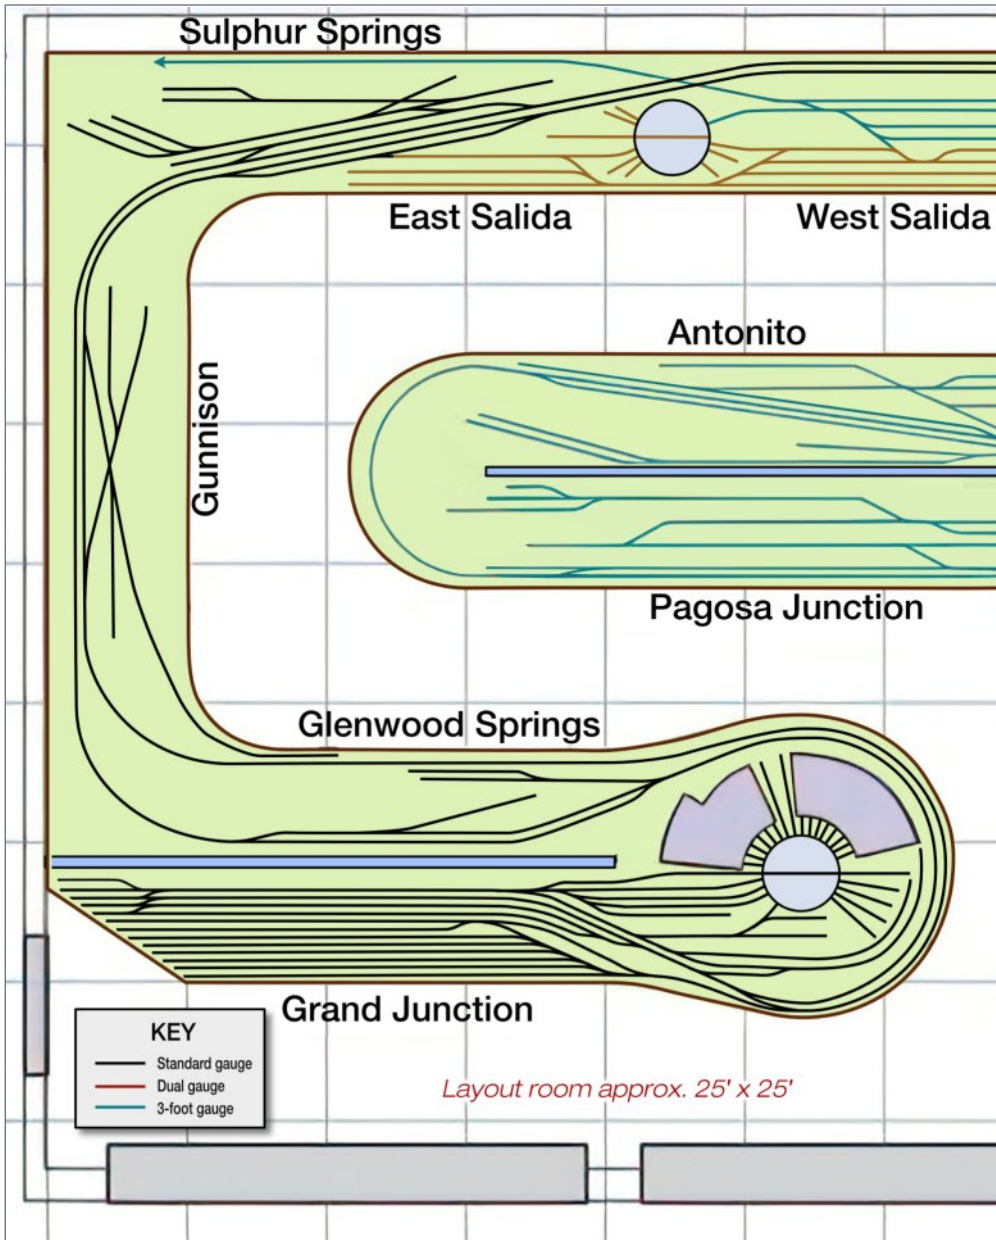 Sulphur Springs
East Salida
West Salida
Antonito
Gunnison
Pagosa Junction
Glenwood Springs
Grand Junction
KEY
Standard gauge
Dual gauge
3-foot gauge
Layout room approx. 25' x 25'